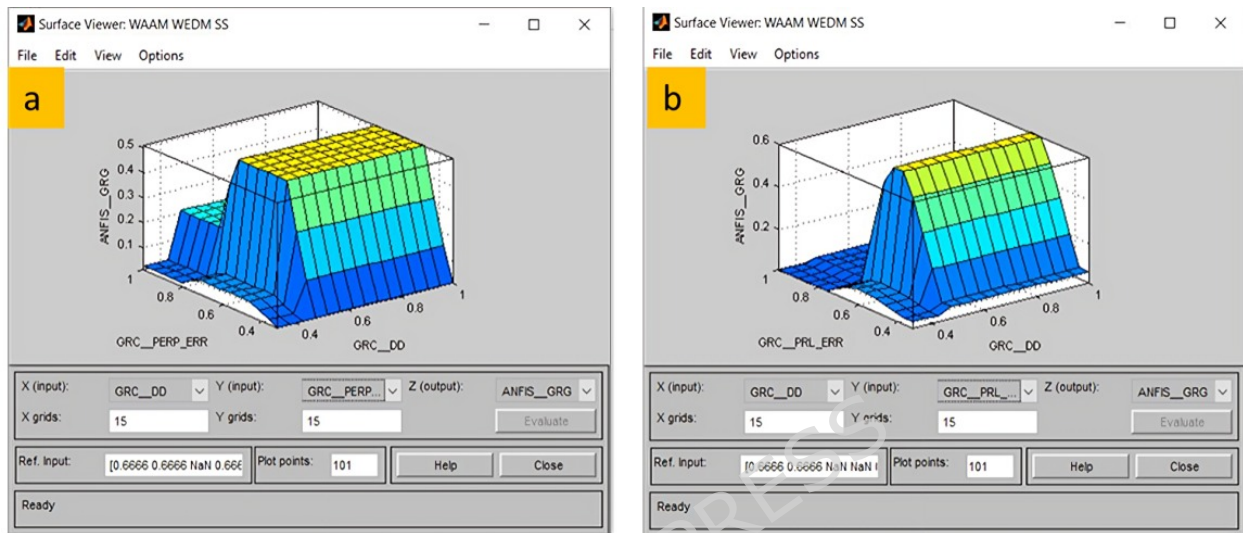 Surface Viewer: WAAM WEDM SS
File Edit View Options
a
0.5
0.4
0.3
0.2
0.1
ANFIS__GRG
1
0.8
0.6
0.4
GRC__PERP_ERR
0.4
0.6
0.8
1
GRC__DD
X (input): GRC__DD Y (input): GRC__PERP... Z (output): ANFIS__GRG
X grids: 15 Y grids: 15 Evaluate
Ref. Input: [0.6666 0.6666 NaN 0.666 Plot points: 101 Help Close
Ready
Surface Viewer: WAAM WEDM SS
File Edit View Options
b
0.6
0.4
0.2
ANFIS__GRG
1
0.8
0.6
0.4
GRC__PRL_ERR
0.4
0.6
0.8
1
GRC__DD
X (input): GRC__DD Y (input): GRC__PRL_... Z (output): ANFIS__GRG
X grids: 15 Y grids: 15 Evaluate
Ref. Input: [0.6666 0.6666 NaN NaN Plot points: 101 Help Close
Ready
PRESS